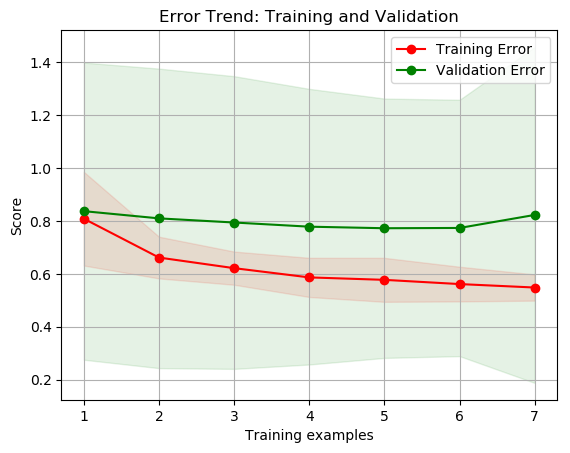 Error Trend: Training and Validation
Training Error
Validation Error
Score
1.4
1.2
1.0
0.8
0.6
0.4
0.2
1 2 3 4 5 6 7
Training examples